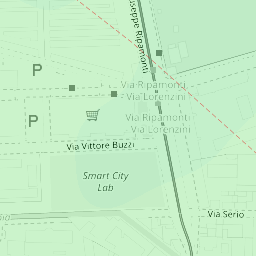 Giuseppe Ripamonti
P
Via Ripamonti
Via Lorenzini
P
Via Ripamonti
Via Lorenzini
Via Vittore Buzzi
Smart City
Lab
Via Serio